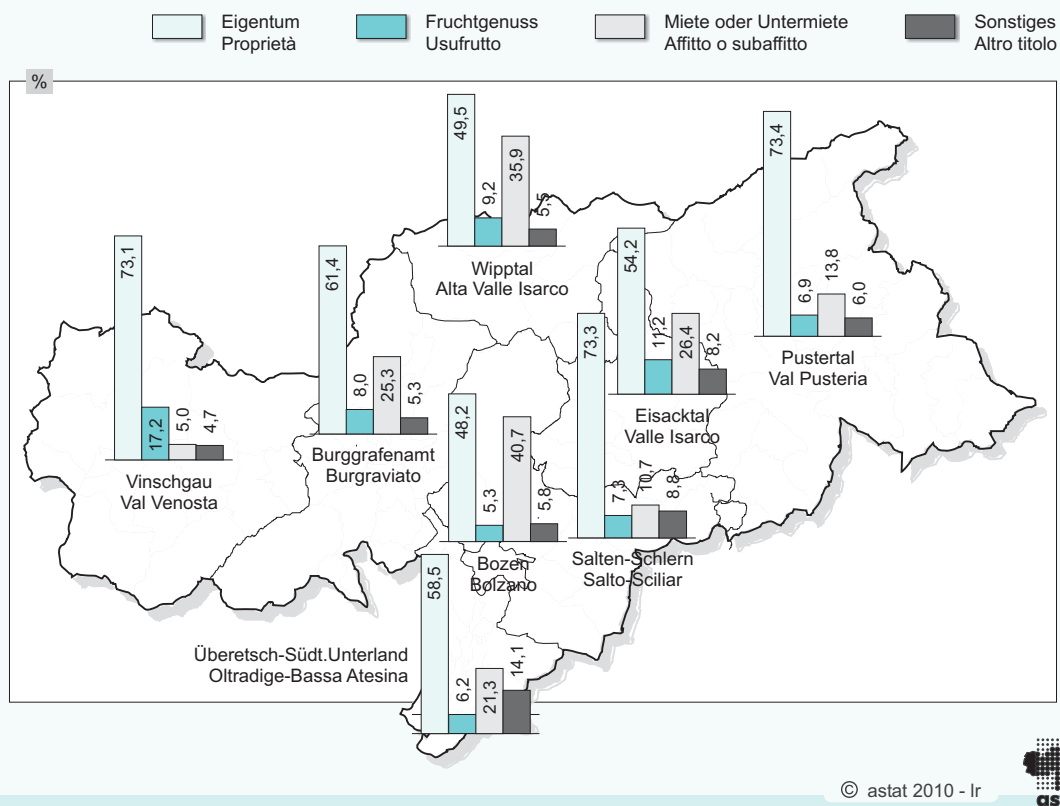 Eigentum
Proprietà
Fruchtgenuss
Usufrutto
Miete oder Untermiete
Affitto o subaffitto
Sonstiges
Altro titolo
%
49,5
9,2
35,9
5,5
Wipptal
Alta Valle Isarco
73,4
6,9
13,8
6,0
Pustertal
Val Pusteria
73,1
17,2
5,0
4,7
Vinschgau
Val Venosta
61,4
8,0
25,3
5,3
Burggrafenamt
Burgraviato
54,2
11,2
26,4
8,2
Eisacktal
Valle Isarco
48,2
5,3
40,7
5,8
Bozen
Bolzano
73,3
7,3
10,7
8,8
Salten-Schlern
Salto-Sciliar
58,5
6,2
21,3
14,1
Überetsch-Südt.Unterland
Oltradige-Bassa Atesina
© astat 2010 - lr
as